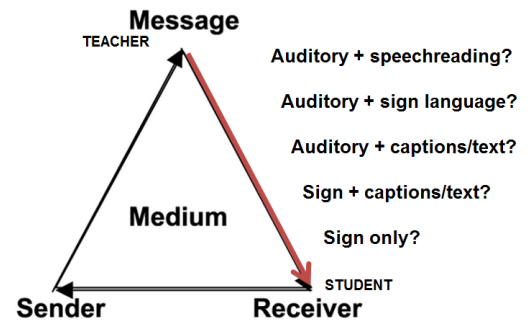 Message
TEACHER
Auditory + speechreading?
Auditory + sign language?
Auditory + captions/text?
Sign + captions/text?
Medium
Sign only?
STUDENT
Sender
Receiver